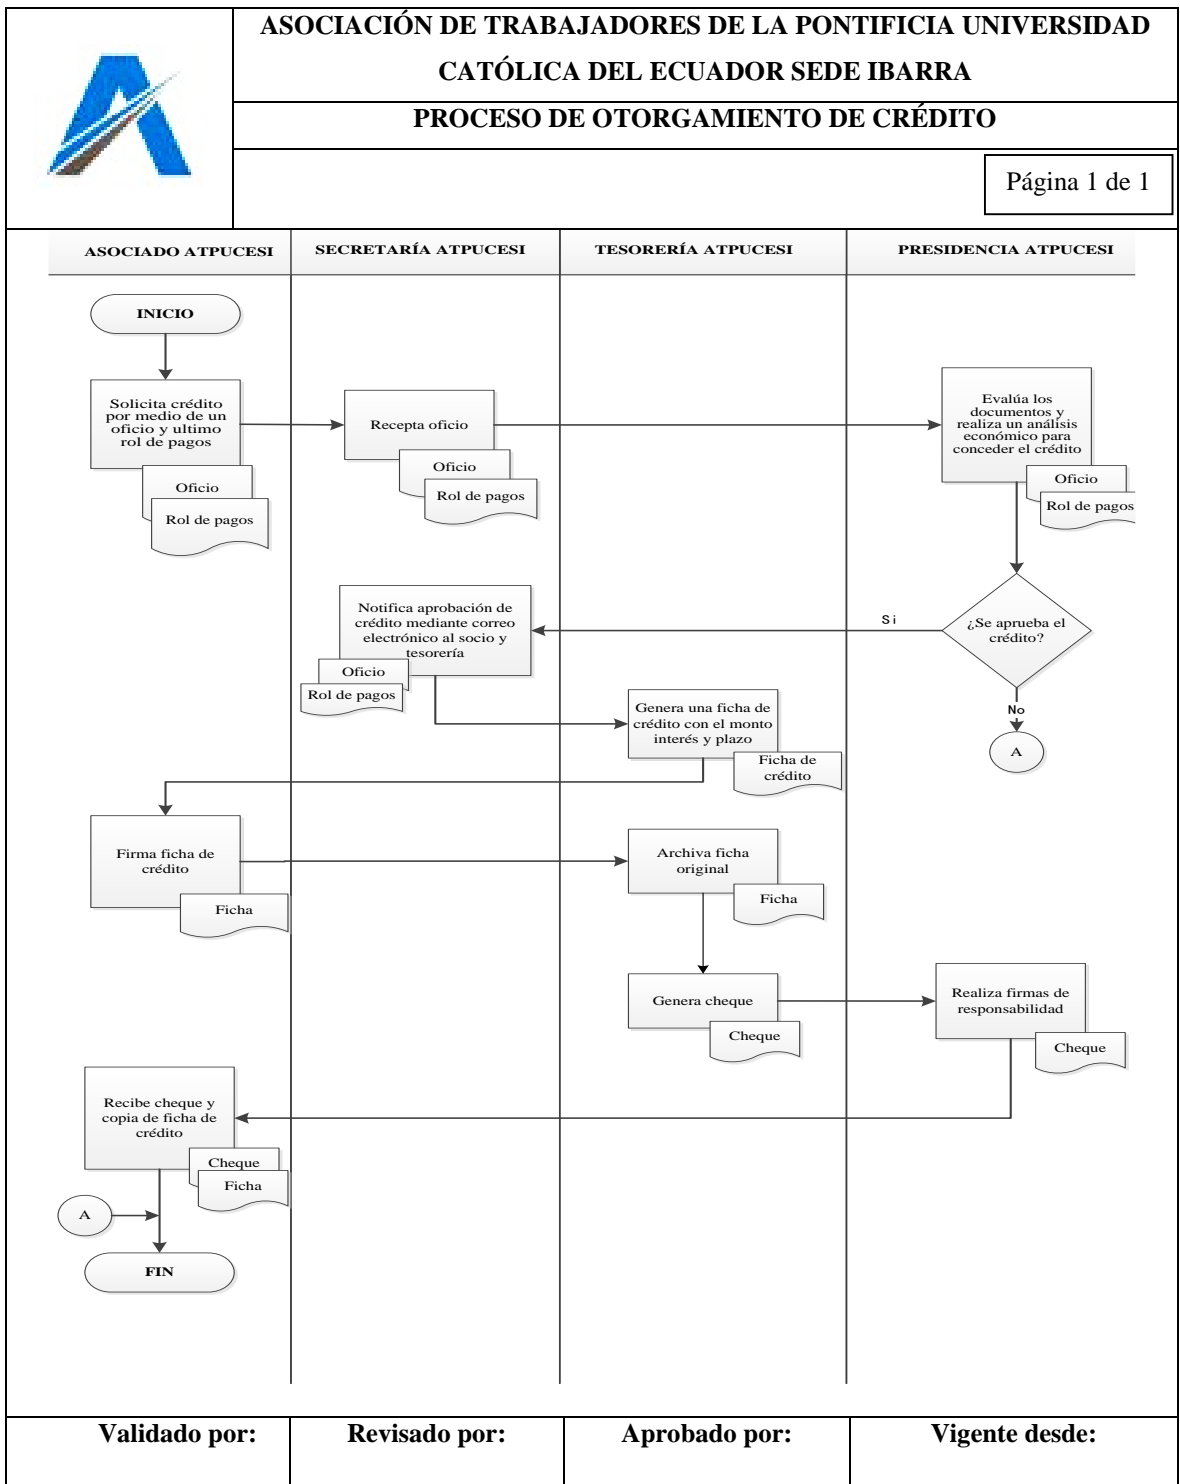 ASOCIACIÓN DE TRABAJADORES DE LA PONTIFICIA UNIVERSIDAD
CATÓLICA DEL ECUADOR SEDE IBARRA
PROCESO DE OTORGAMIENTO DE CRÉDITO
Página 1 de 1
ASOCIADO ATPUCESI
SECRETARÍA ATPUCESI
TESORERÍA ATPUCESI
PRESIDENCIA ATPUCESI
INICIO
Solicita crédito
por medio de un
oficio y ultimo
rol de pagos
Oficio
Rol de pagos
Recepta oficio
Oficio
Rol de pagos
Evalúa los
documentos y
realiza un análisis
económico para
conceder el crédito
Oficio
Rol de pagos
¿Se aprueba el
crédito?
Si
No
A
Notifica aprobación de
crédito mediante correo
electrónico al socio y
tesorería
Oficio
Rol de pagos
Genera una ficha de
crédito con el monto
interés y plazo
Ficha de
crédito
Firma ficha de
crédito
Ficha
Archiva ficha
original
Ficha
Genera cheque
Cheque
Realiza firmas de
responsabilidad
Cheque
Recibe cheque y
copia de ficha de
crédito
Cheque
Ficha
A
FIN
Validado por:
Revisado por:
Aprobado por:
Vigente desde: